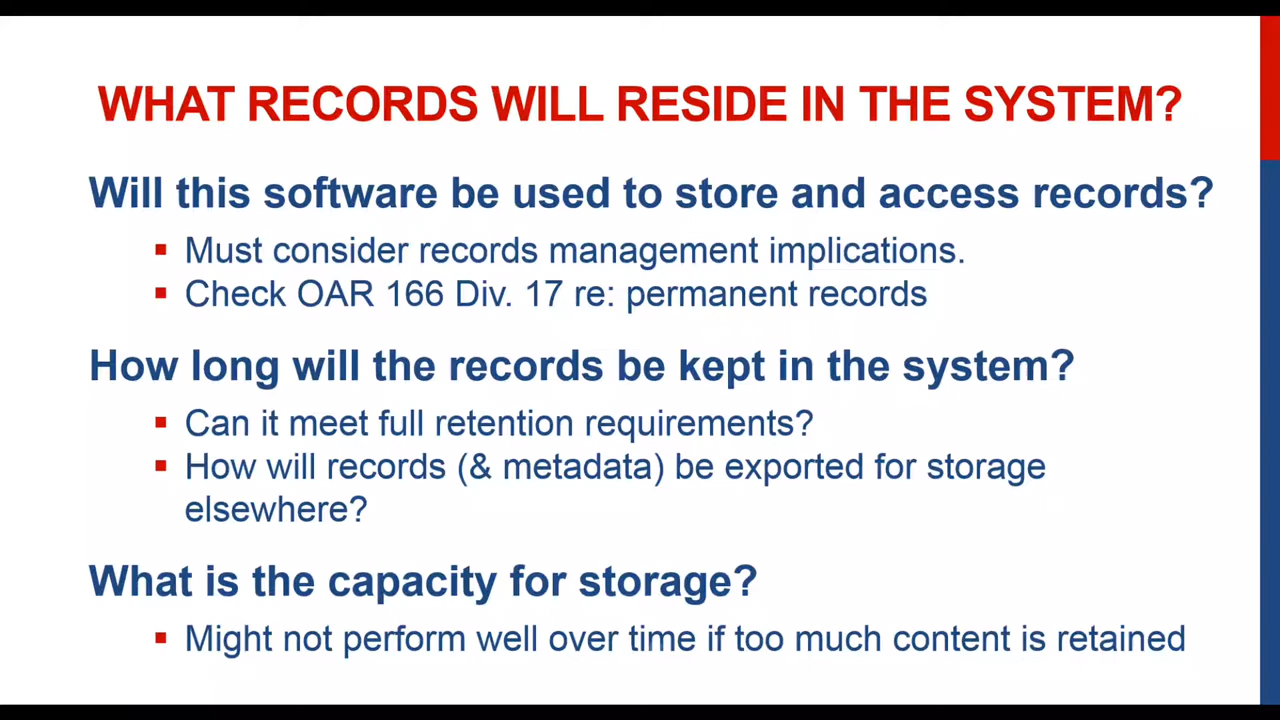 WHAT RECORDS WILL RESIDE IN THE SYSTEM?
Will this software be used to store and access records?
Must consider records management implications.
Check OAR 166 Div. 17 re: permanent records
How long will the records be kept in the system?
Can it meet full retention requirements?
How will records (& metadata) be exported for storage
elsewhere?
What is the capacity for storage?
Might not perform well over time if too much content is retained